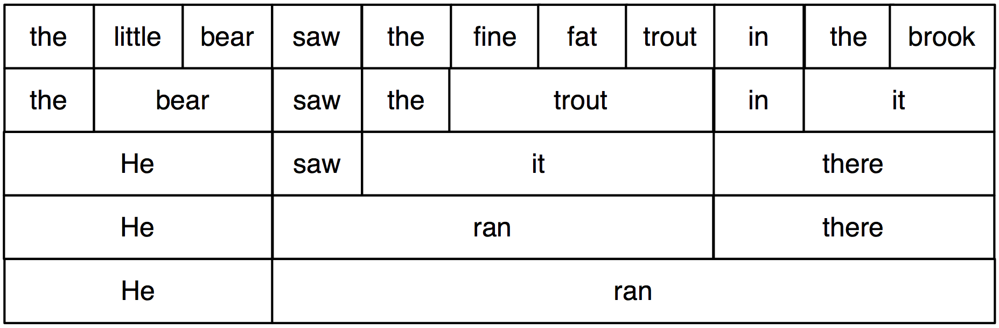 the little bear saw the fine fat trout in the brook
the bear saw the trout in it
He saw it there
He ran there
He ran